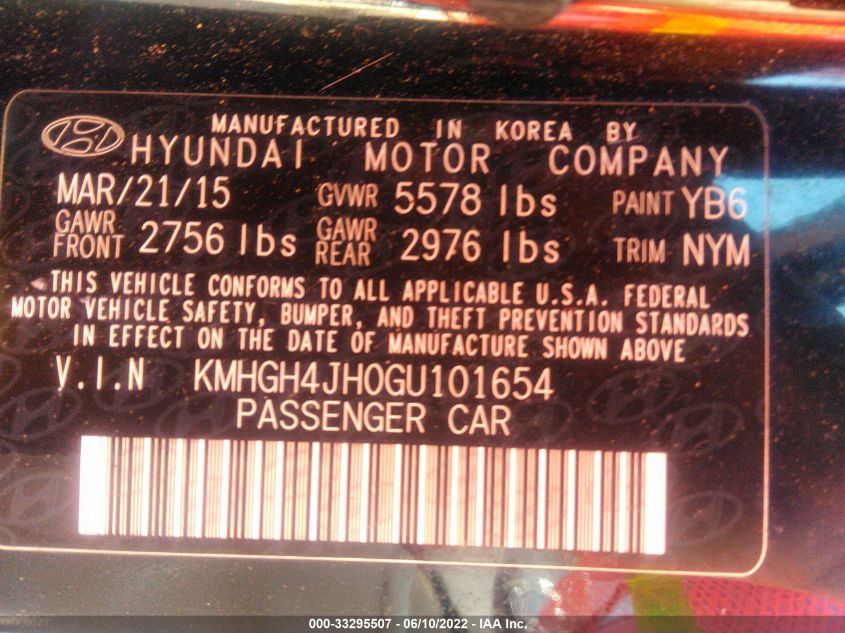 MANUFACTURED IN KOREA BY
HYUNDAI MOTOR COMPANY
MAR/21/15 GVWR 5578 lbs PAINT YB6
GAWR FRONT 2756 lbs GAWR REAR 2976 lbs TRIM NYM
THIS VEHICLE CONFORMS TO ALL APPLICABLE U.S.A. FEDERAL
MOTOR VEHICLE SAFETY, BUMPER, AND THEFT PREVENTION STANDARDS
IN EFFECT ON THE DATE OF MANUFACTURE SHOWN ABOVE
V.I.N KMHGH4JH0GU101654
PASSENGER CAR
000-33295507 - 06/10/2022 - IAA Inc.